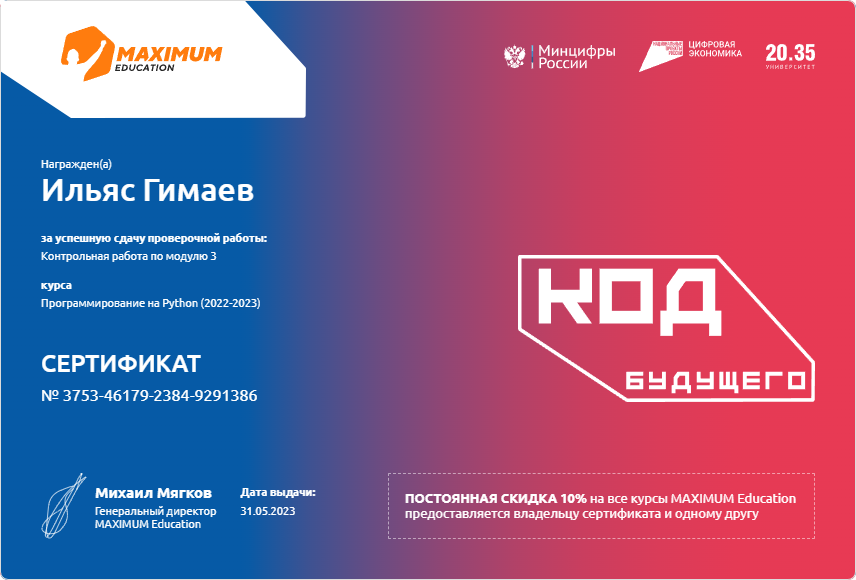 MAXIMUM
EDUCATION
Минцифры
России
НАЦИОНАЛЬНЫЕ
ПРОЕКТЫ
РОССИИ
ЦИФРОВАЯ
ЭКОНОМИКА
20.35
УНИВЕРСИТЕТ
Награжден(а)
Ильяс Гимаев
за успешную сдачу проверочной работы:
Контрольная работа по модулю 3
курса
Программирование на Python (2022-2023)
КОД
БУДУЩЕГО
СЕРТИФИКАТ
№ 3753-46179-2384-9291386
Михаил Мягков
Генеральный директор
MAXIMUM Education
Дата выдачи:
31.05.2023
ПОСТОЯННАЯ СКИДКА 10% на все курсы MAXIMUM Education
предоставляется владельцу сертификата и одному другу